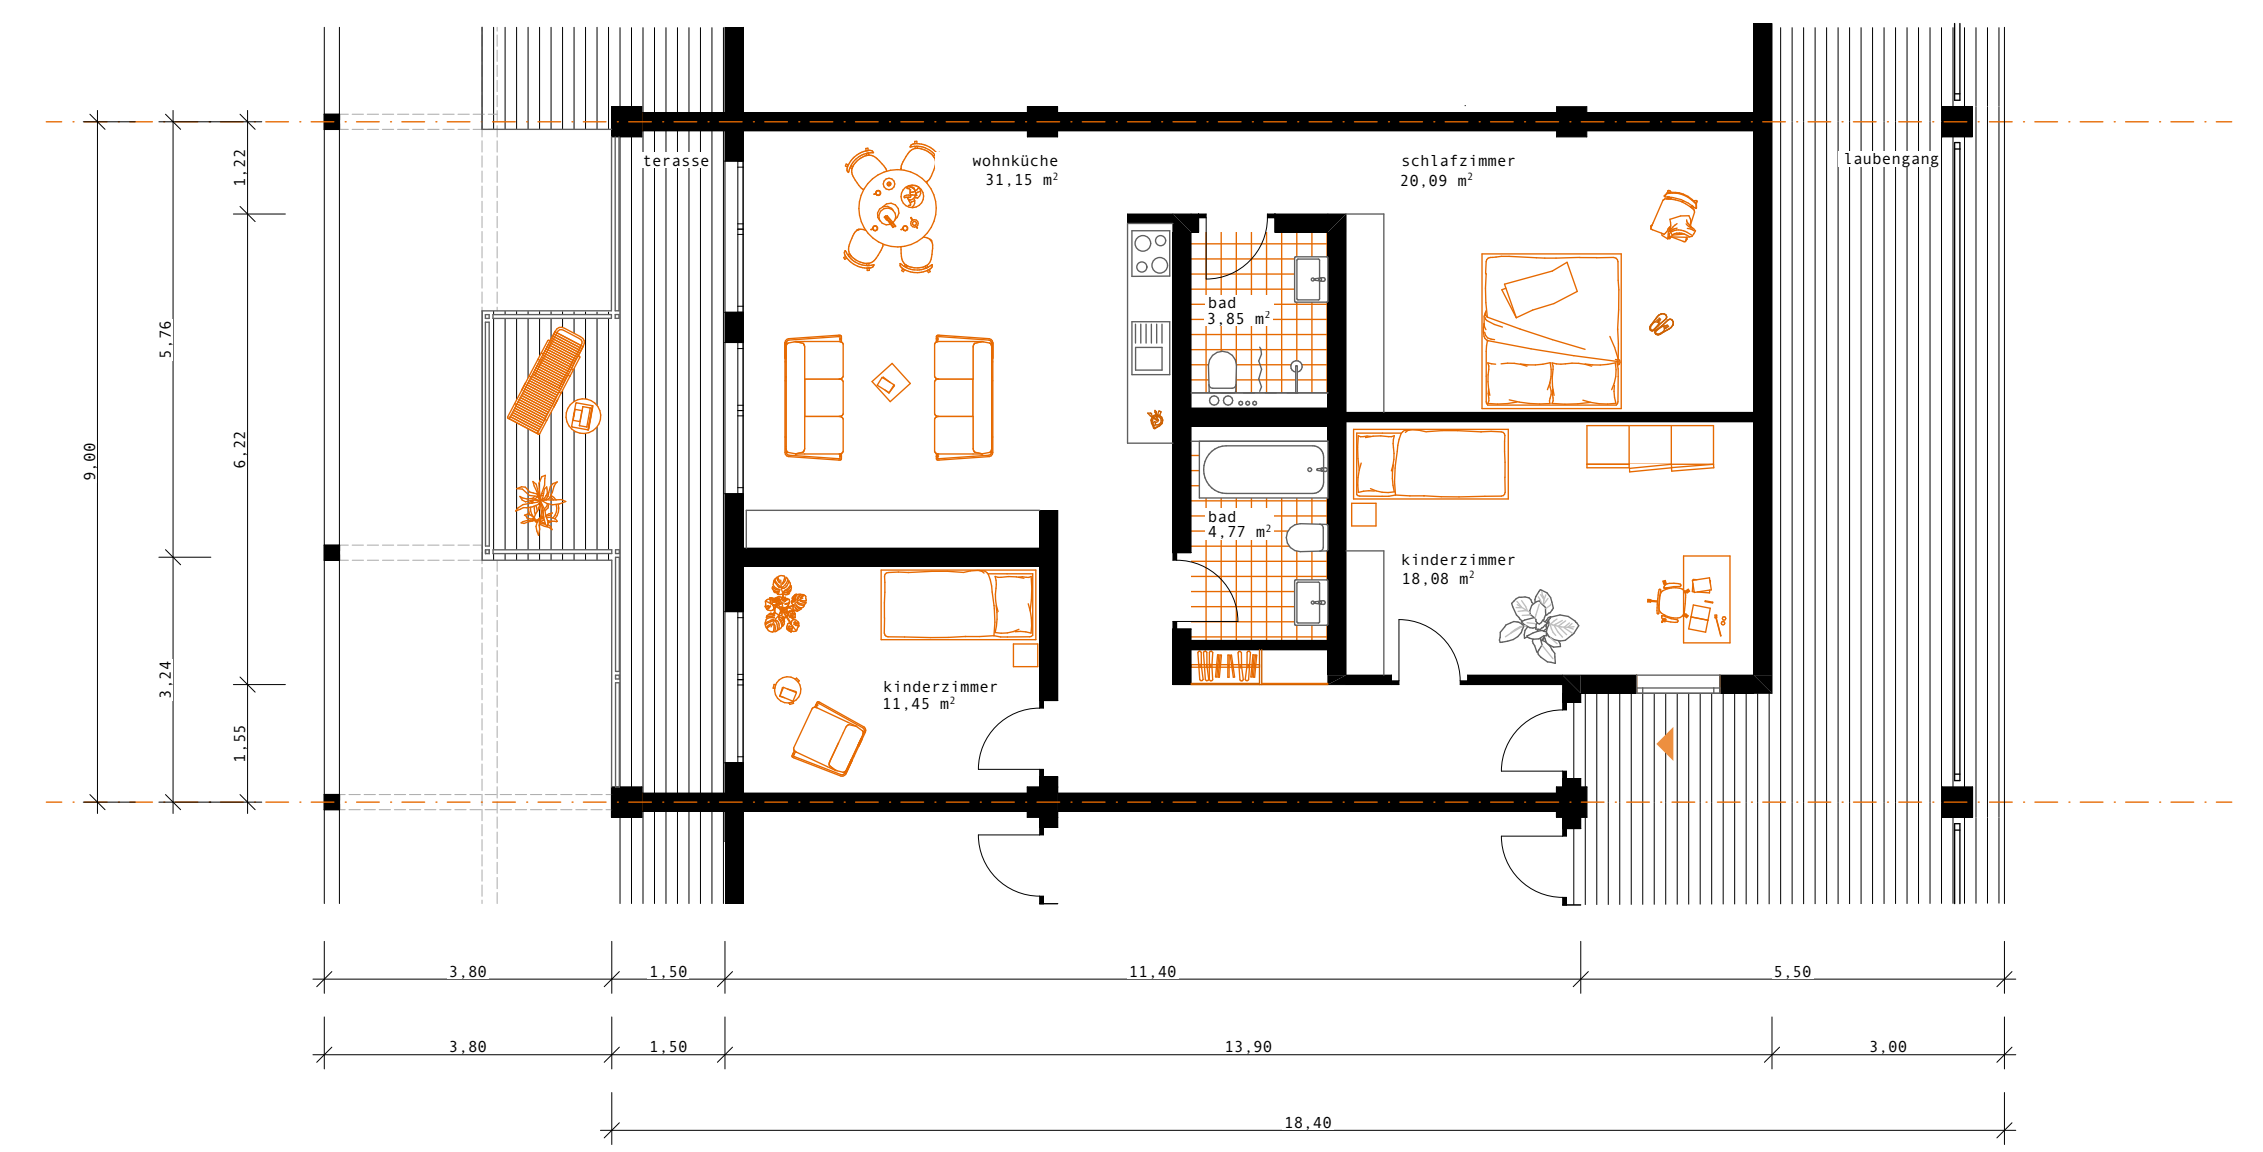 terasse
wohnküche
31,15 m²
schlafzimmer
20,09 m²
laubengang
bad
3,85 m²
bad
4,77 m²
kinderzimmer
18,08 m²
kinderzimmer
11,45 m²
1,22
5,76
6,22
9,00
3,24
1,55
3,80
1,50
11,40
5,50
3,80
1,50
13,90
3,00
18,40